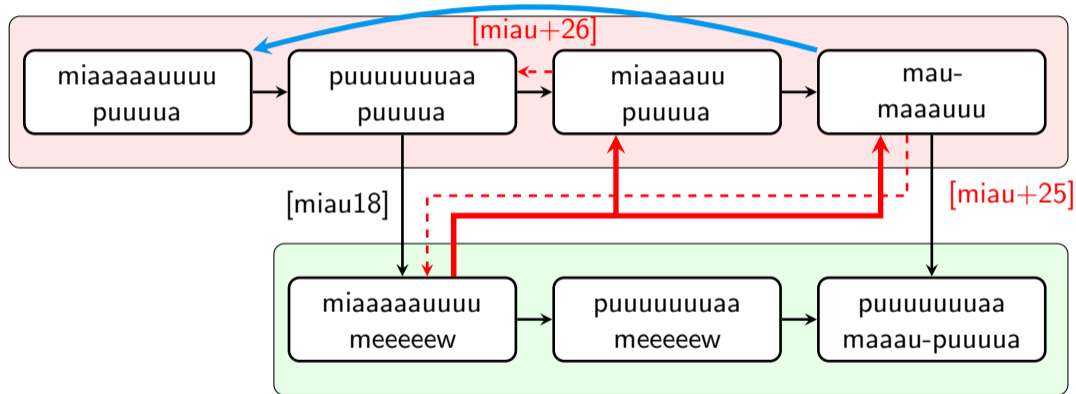 [miau+26]
miaaaaauuuu
puuuua
puuuuuuuaa
puuuua
miaaaauu
puuuua
mau-
maaauuu
[miau18]
[miau+25]
miaaaaauuuu
meeeeew
puuuuuuuaa
meeeeew
puuuuuuuaa
maaau-puuuua